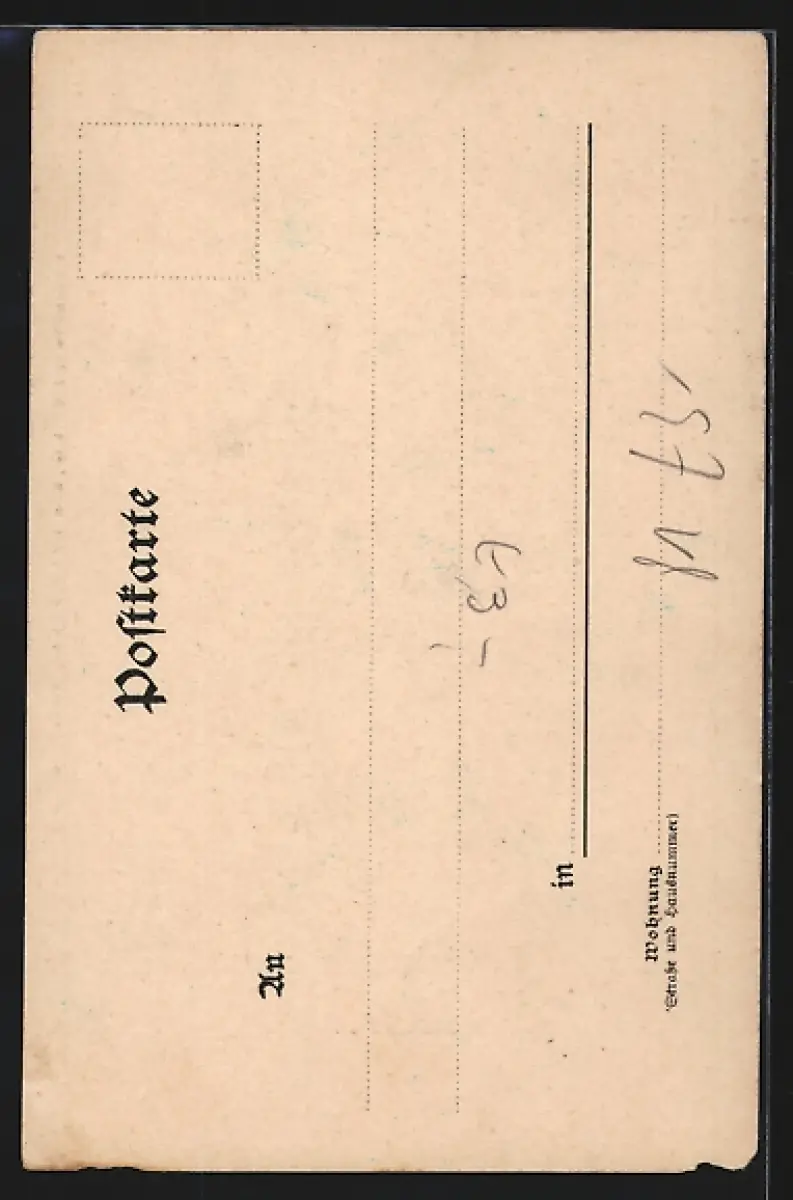 Postkarte
An
in
Wohnung
(Straße und Hausnummer)